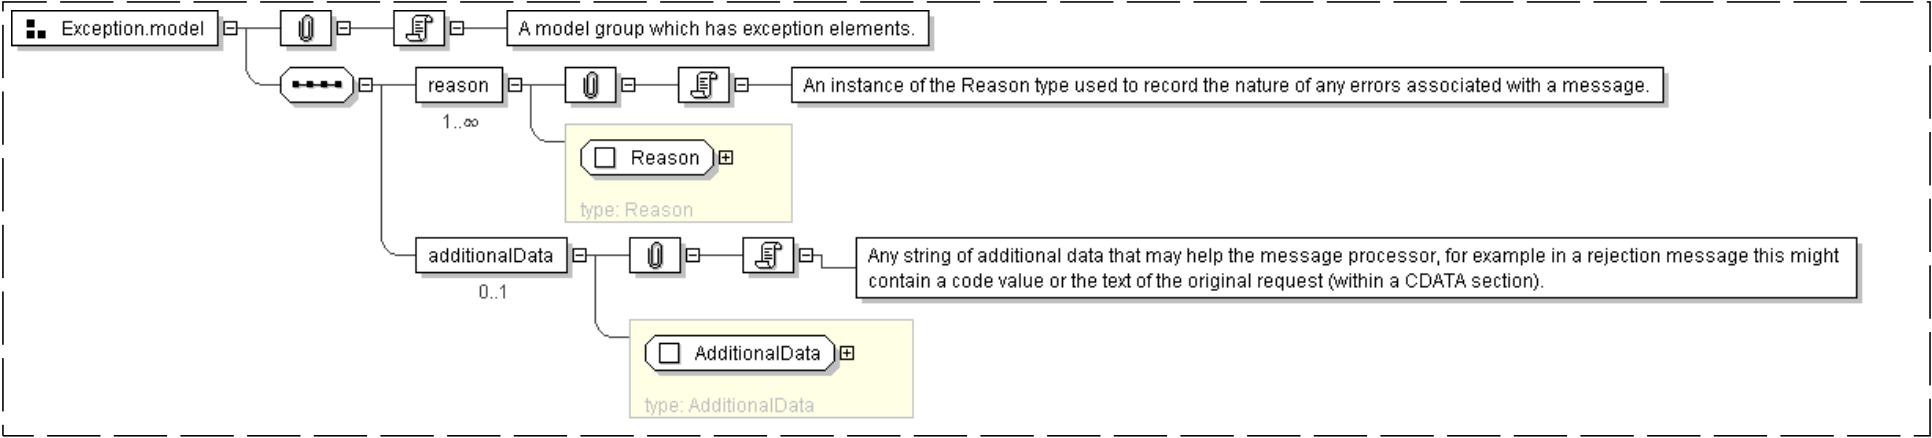 Exception.model
A model group which has exception elements.
reason
An instance of the Reason type used to record the nature of any errors associated with a message.
1..∞
Reason
type: Reason
additionalData
Any string of additional data that may help the message processor, for example in a rejection message this might
contain a code value or the text of the original request (within a CDATA section).
0..1
AdditionalData
type: AdditionalData